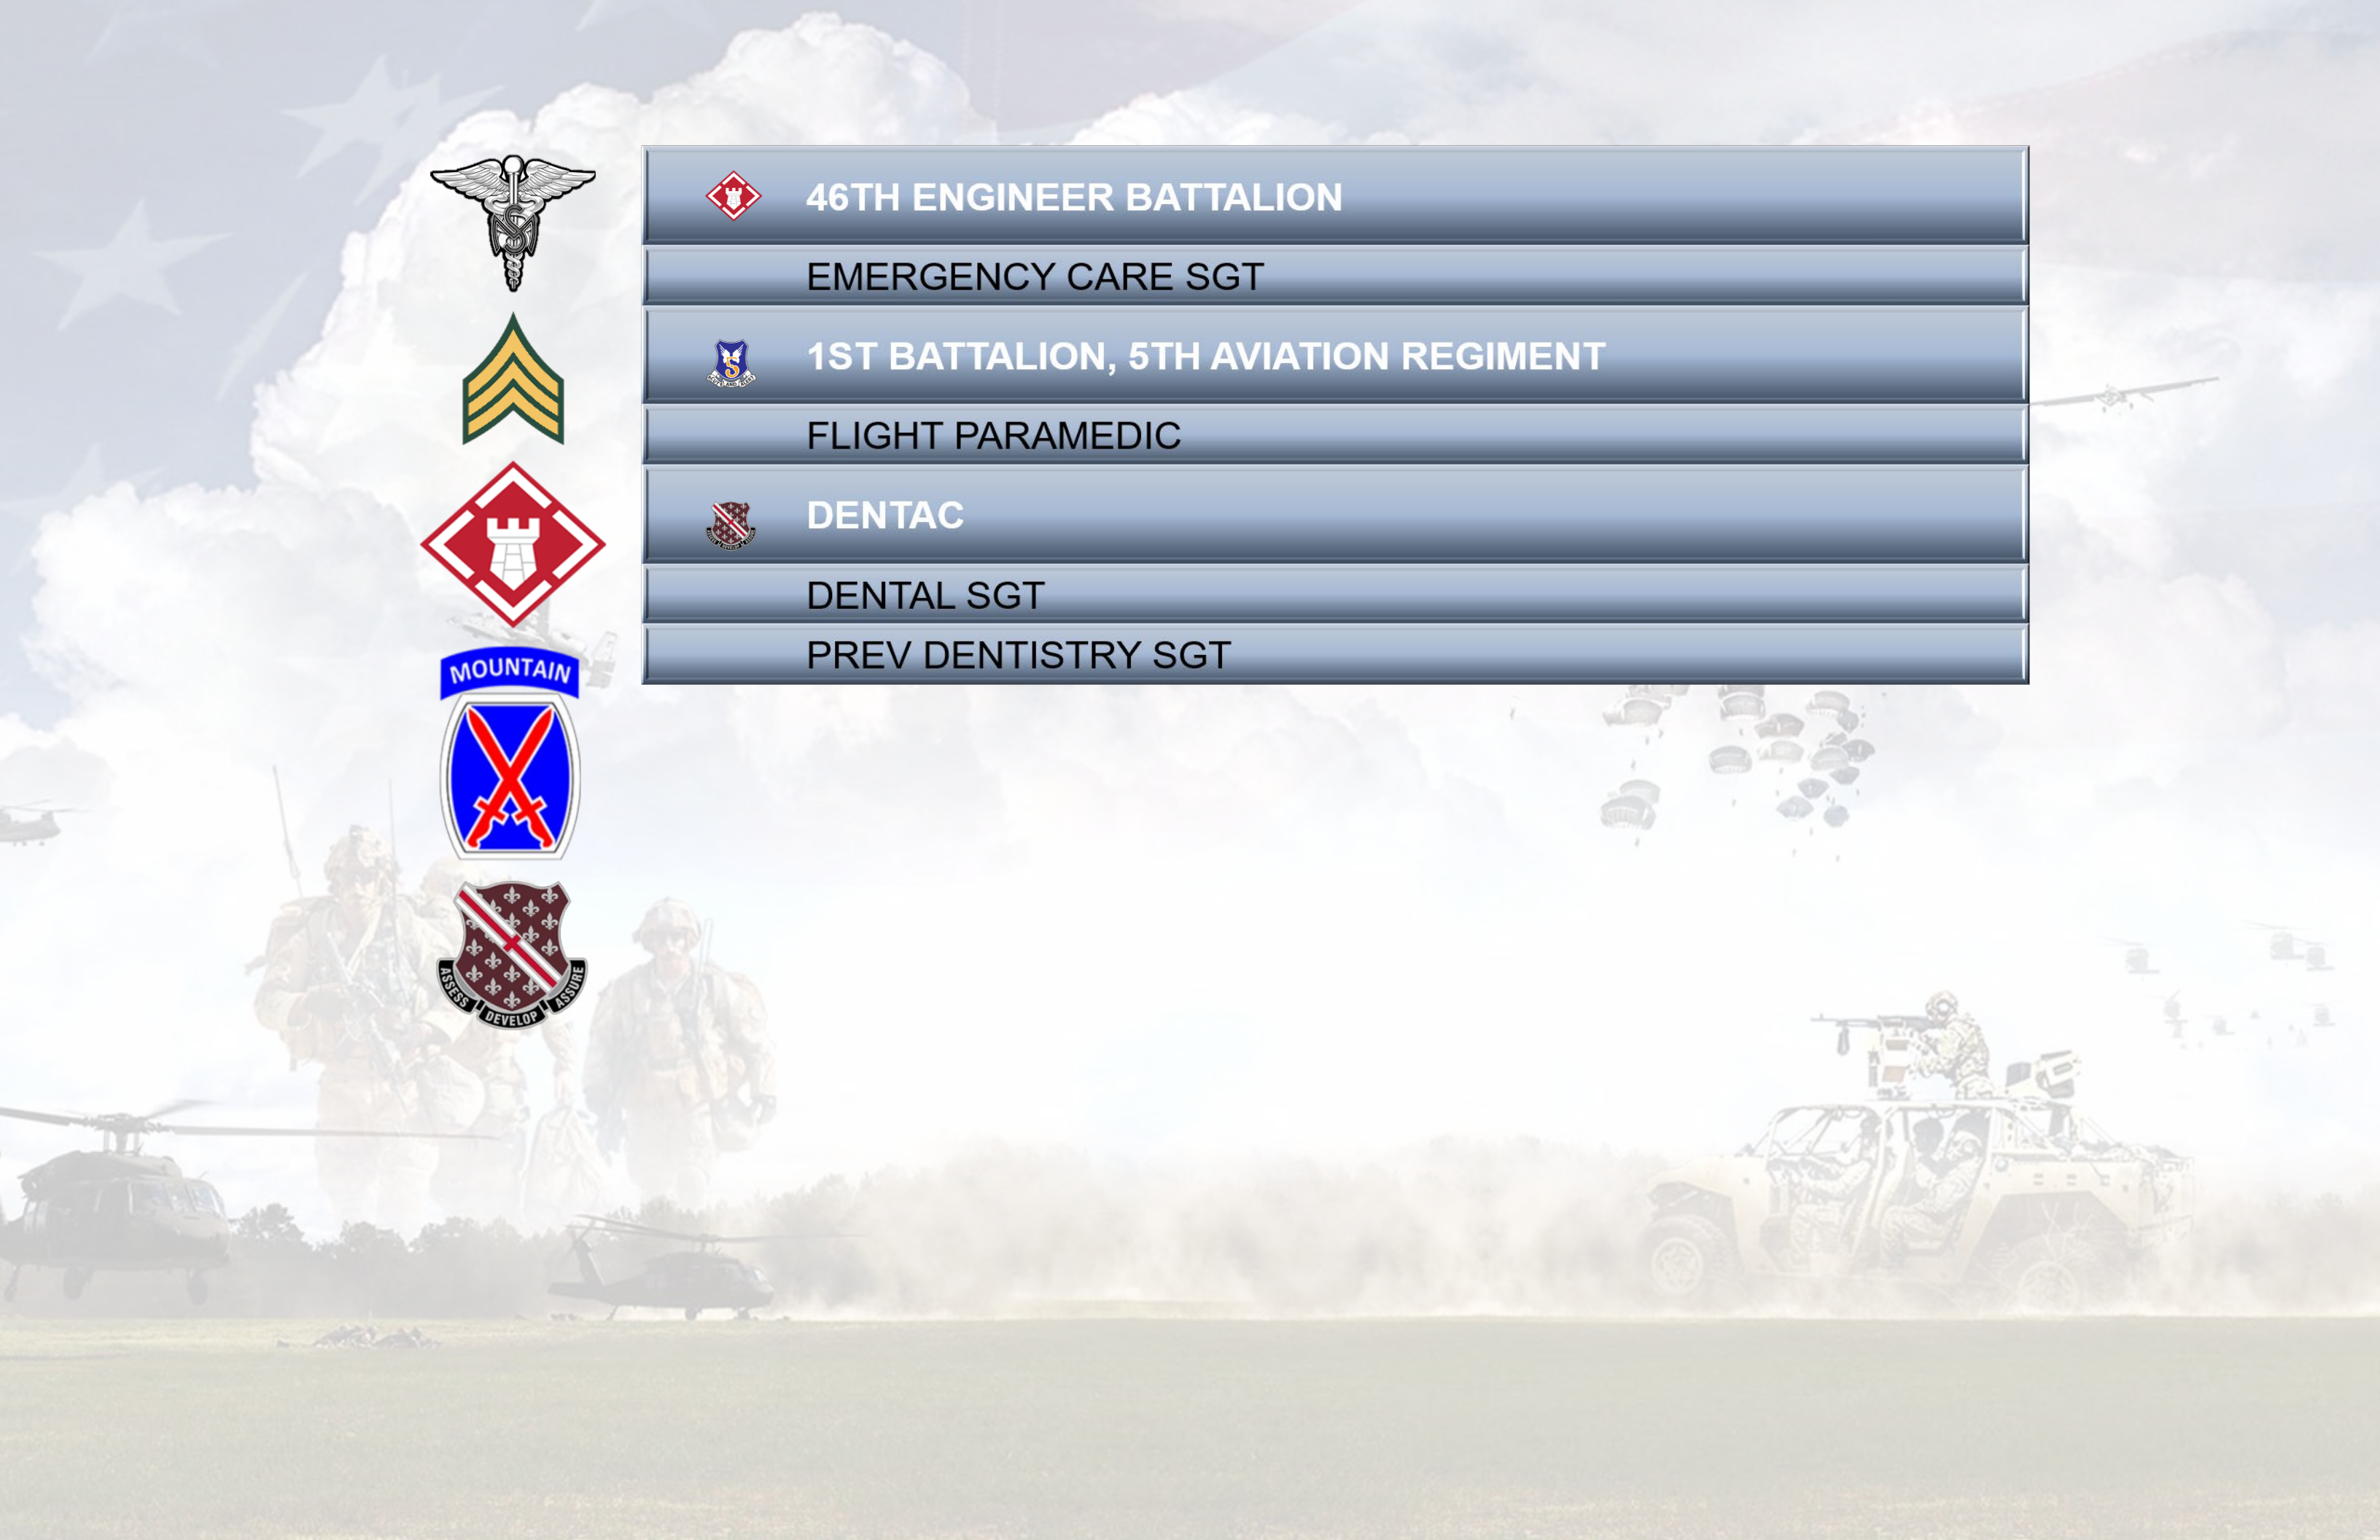 46TH ENGINEER BATTALION
EMERGENCY CARE SGT
1ST BATTALION, 5TH AVIATION REGIMENT
FLIGHT PARAMEDIC
DENTAC
DENTAL SGT
PREV DENTISTRY SGT
MOUNTAIN
ASSESS DEVELOP ASSURE